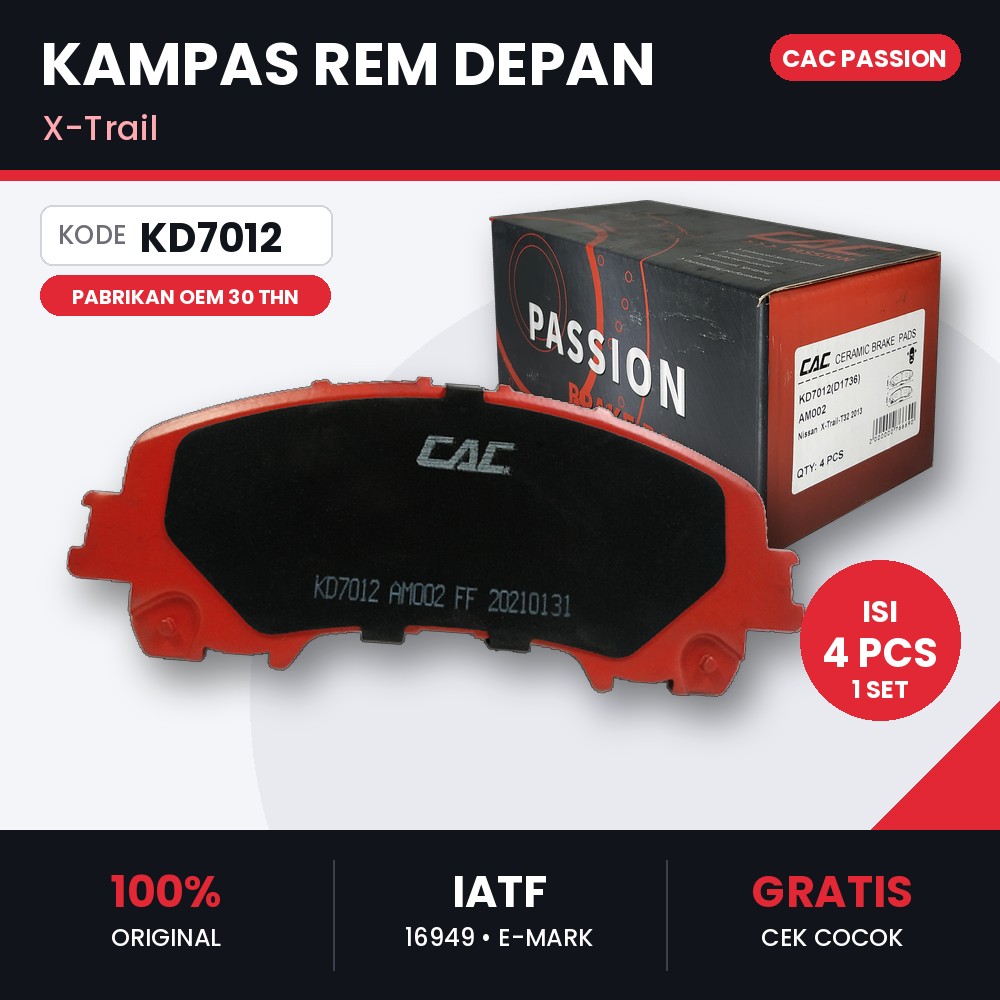 KAMPAS REM DEPAN
CAC PASSION
X-Trail
KODE KD7012
PABRIKAN OEM 30 THN
CAC
PASSION
PASSION
CAC CERAMIC BRAKE PADS
KD7012(D1736)
AM002
Nissan X-Trail-T32 2013
QTY: 4 PCS
CAC
KD7012 AM002 FF 20210131
ISI
4 PCS
1 SET
100%
ORIGINAL
IATF
16949 • E-MARK
GRATIS
CEK COCOK